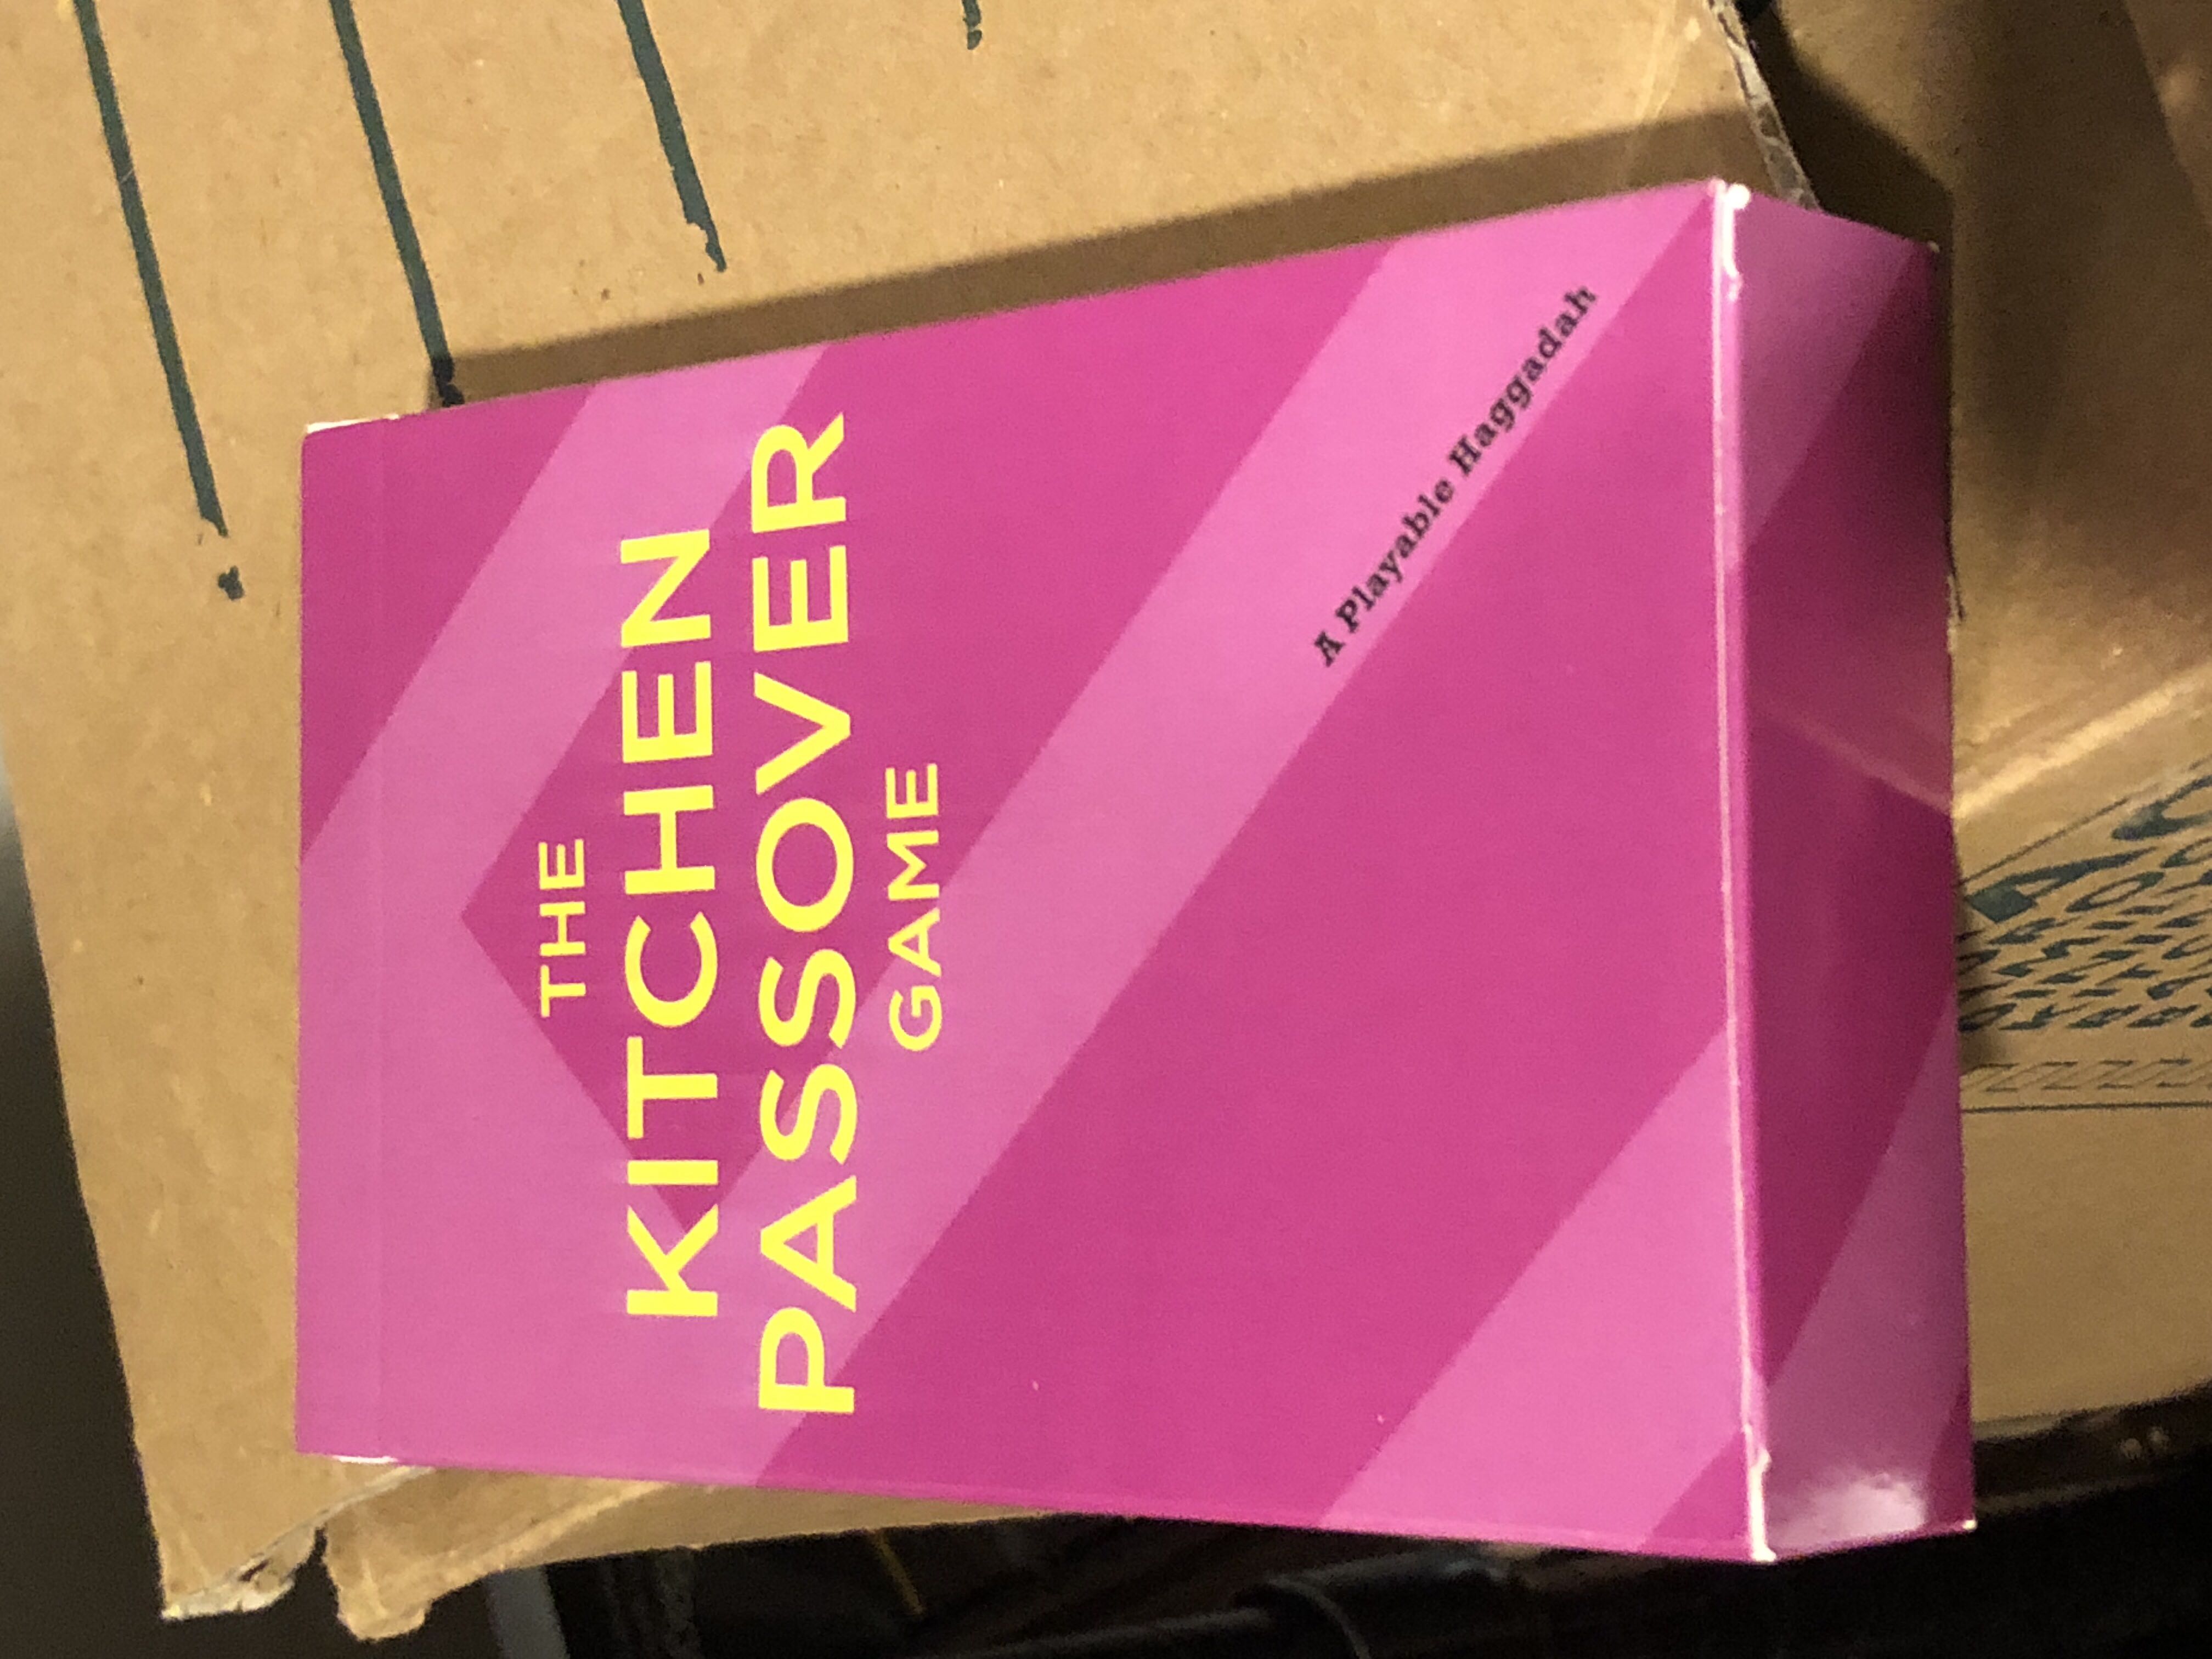 THE
KITCHEN
PASSOVER
GAME
A Playable Haggadah